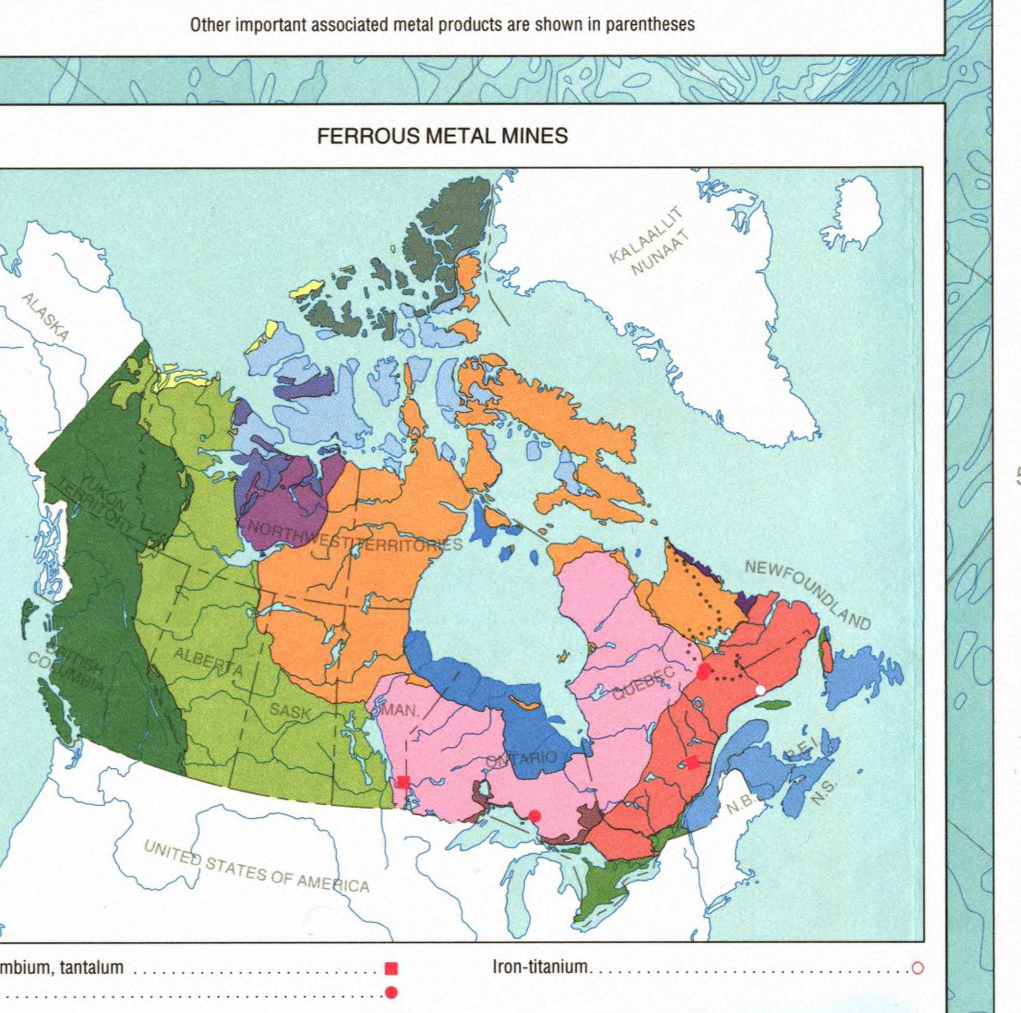 Other important associated metal products are shown in parentheses
FERROUS METAL MINES
KALAALLIT
NUNAAT
ALASKA
YUKON
TERRITORY
NORTHWEST TERRITORIES
NEWFOUNDLAND
BRITISH
COLUMBIA
ALBERTA
SASK
MAN.
QUEBEC
ONTARIO
P.E.I.
N.B.
N.S.
UNITED STATES OF AMERICA
mbium, tantalum
Iron-titanium